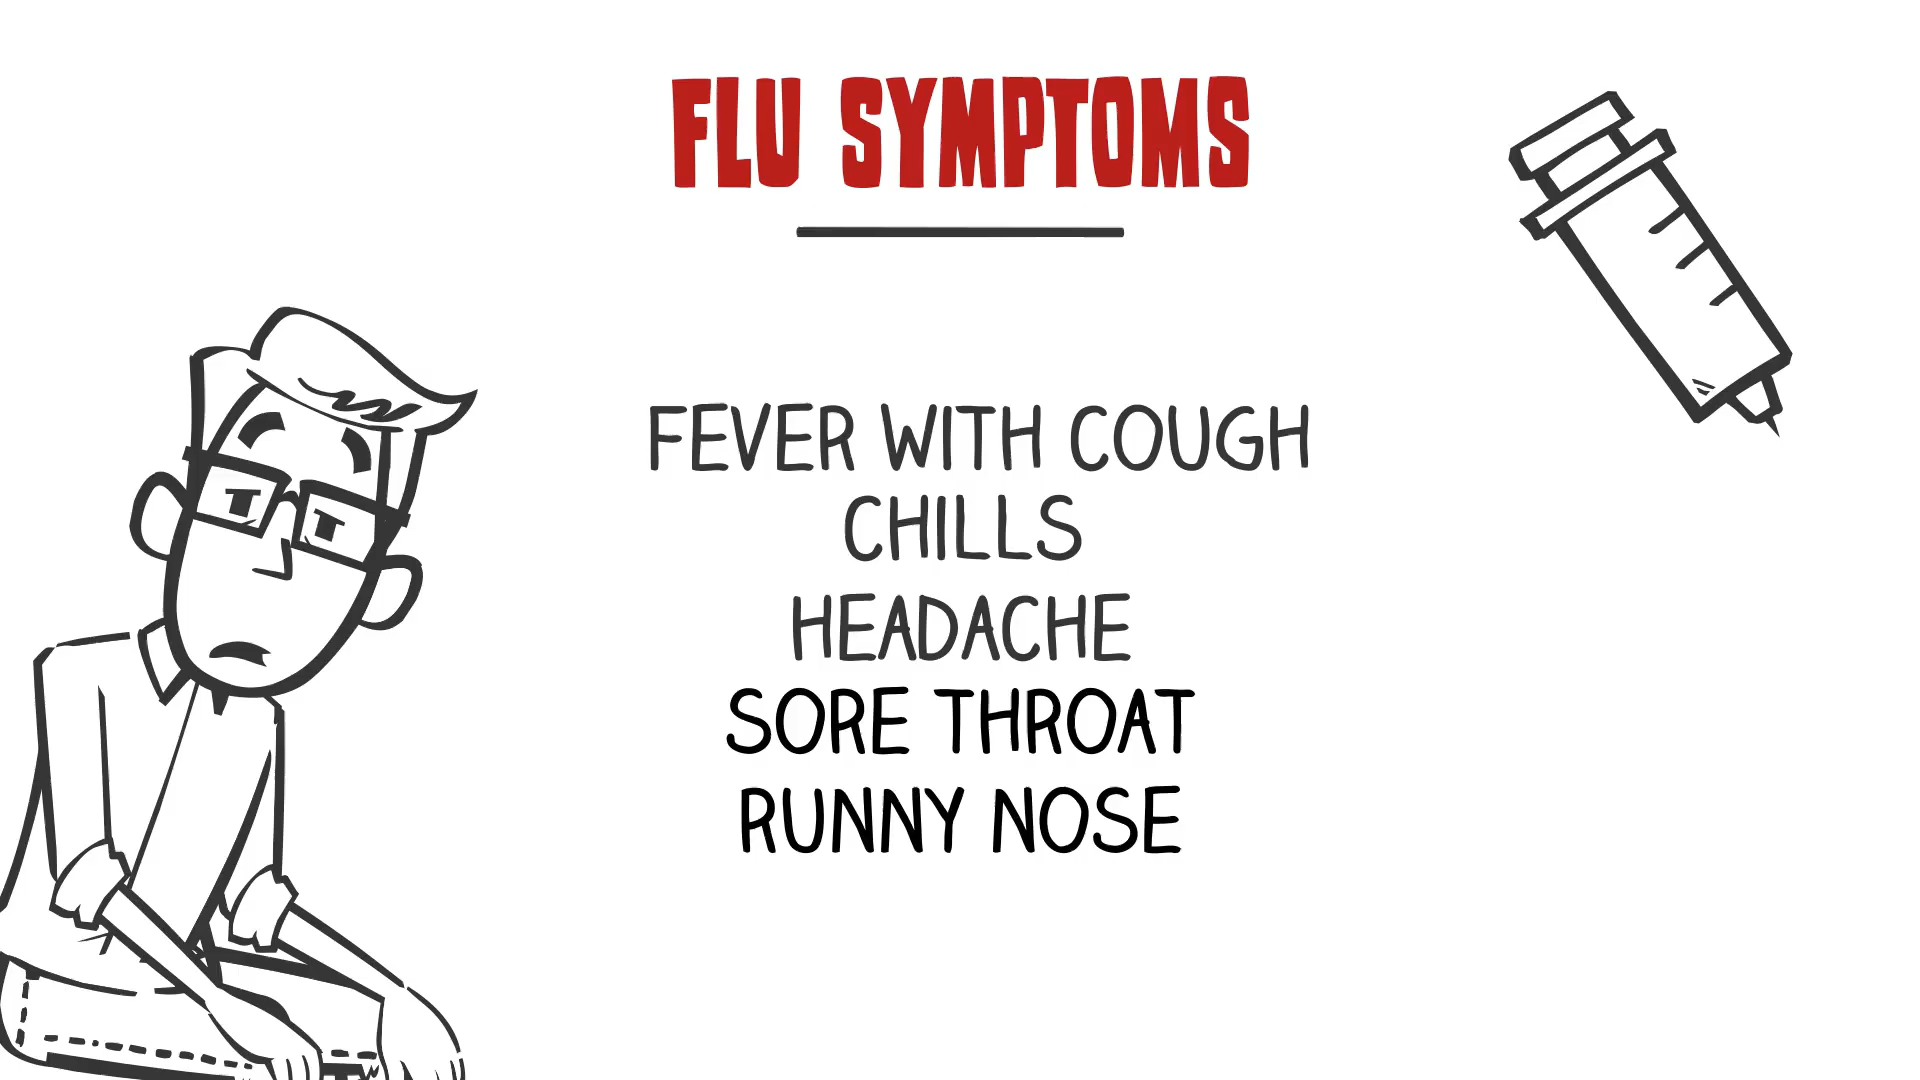 FLU SYMPTOMS
FEVER WITH COUGH
CHILLS
HEADACHE
SORE THROAT
RUNNY NOSE